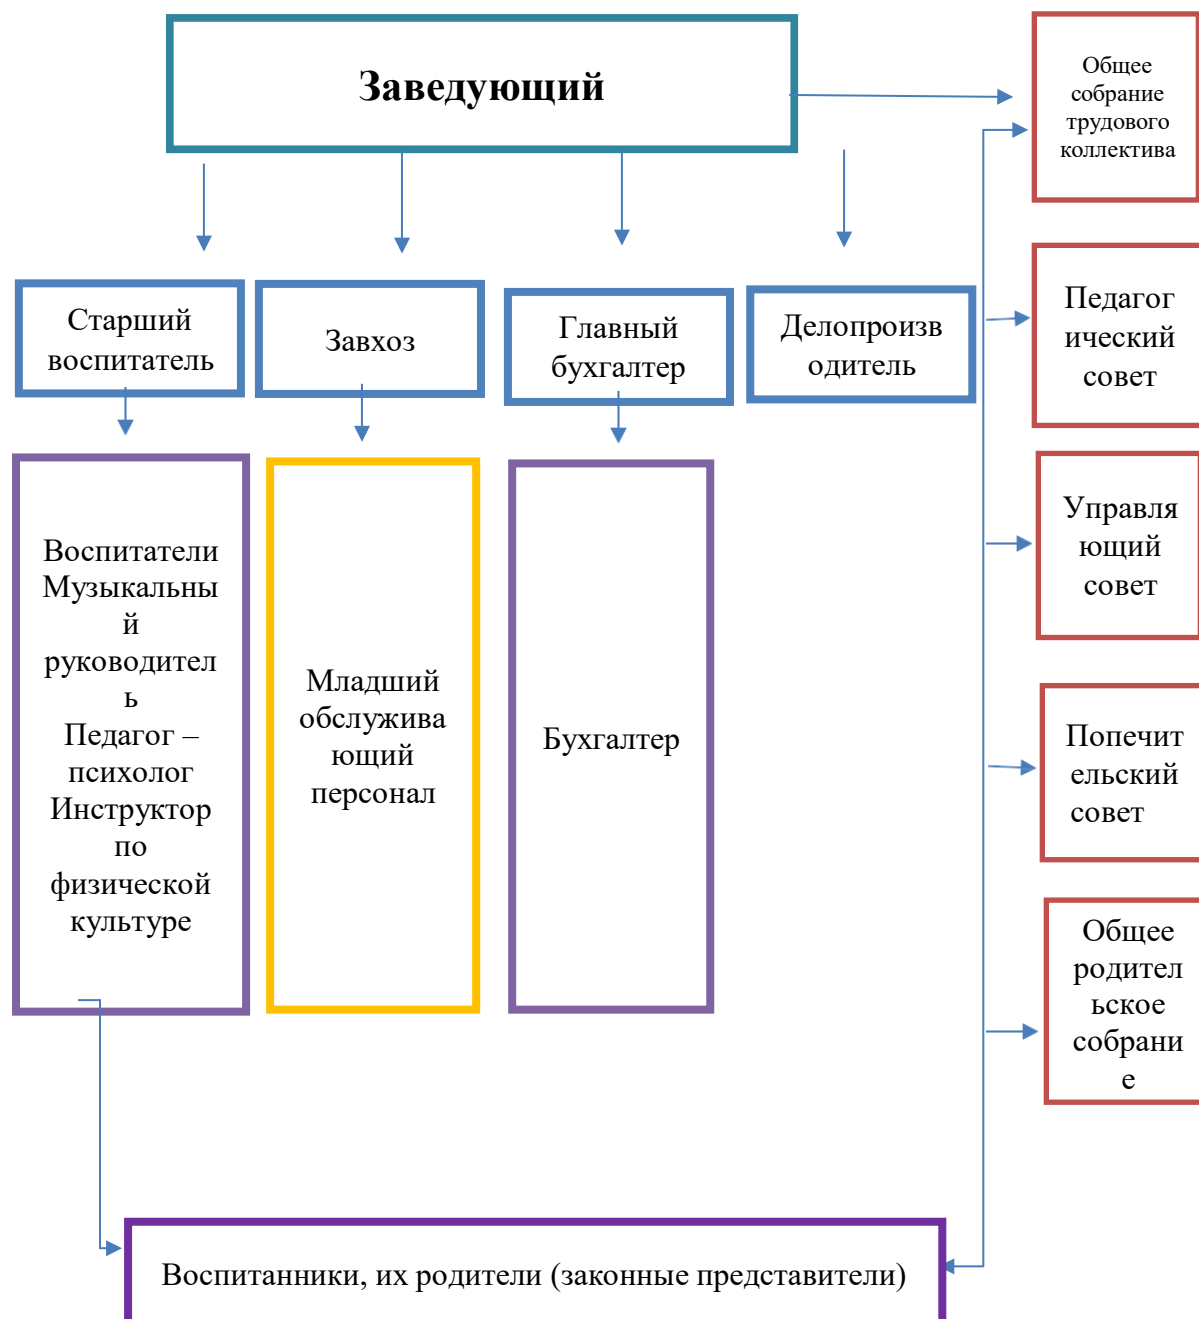 Заведующий
Общее
собрание
трудового
коллектива
Старший
воспитатель
Завхоз
Главный
бухгалтер
Делопроизв
одитель
Педагог
ический
совет
Управля
ющий
совет
Воспитатели
Музыкальны
й
руководител
ь
Педагог –
психолог
Инструктор
по
физической
культуре
Младший
обслужива
ющий
персонал
Бухгалтер
Попечит
ельский
совет
Общее
родител
ьское
собрани
е
Воспитанники, их родители (законные представители)